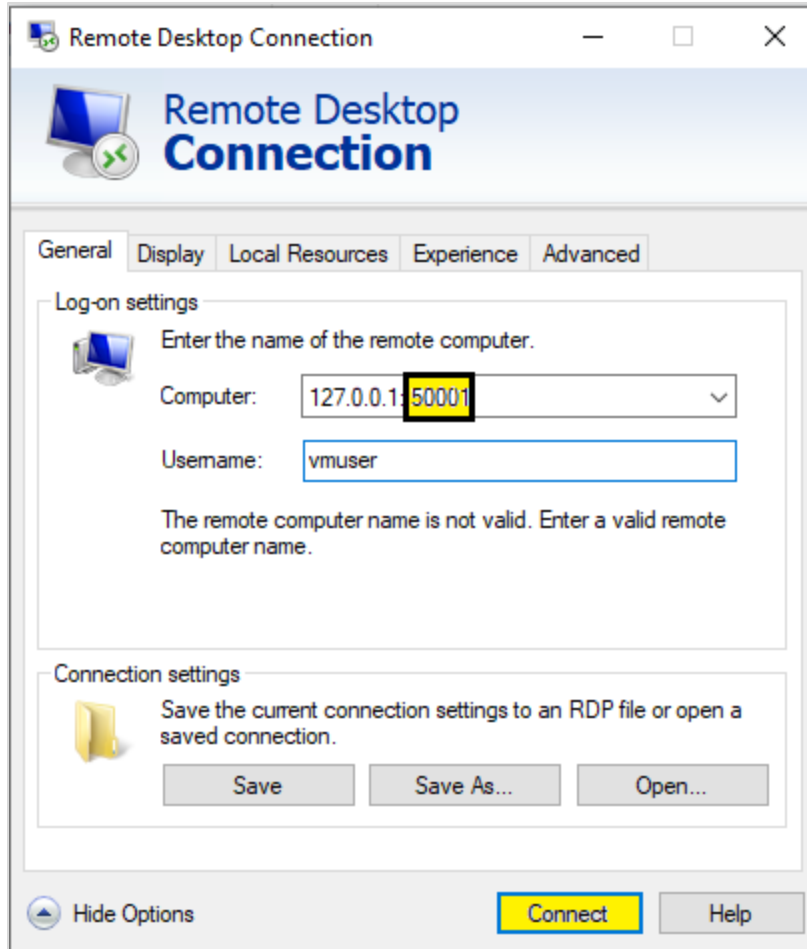 Remote Desktop Connection
Remote Desktop
Connection
General Display Local Resources Experience Advanced
Log-on settings
Enter the name of the remote computer.
Computer: 127.0.0.1:50001
Username: vmuser
The remote computer name is not valid. Enter a valid remote
computer name.
Connection settings
Save the current connection settings to an RDP file or open a
saved connection.
Save Save As... Open...
Hide Options Connect Help